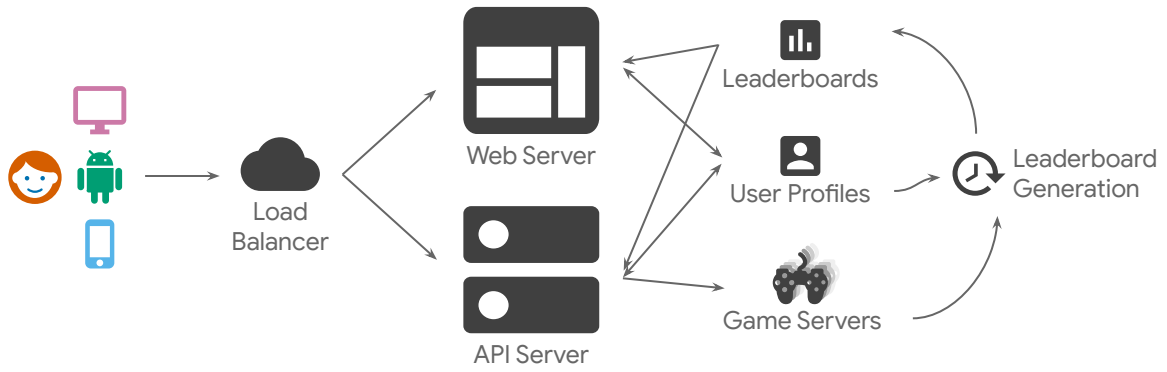 Load
Balancer
Web Server
API Server
Leaderboards
User Profiles
Game Servers
Leaderboard
Generation